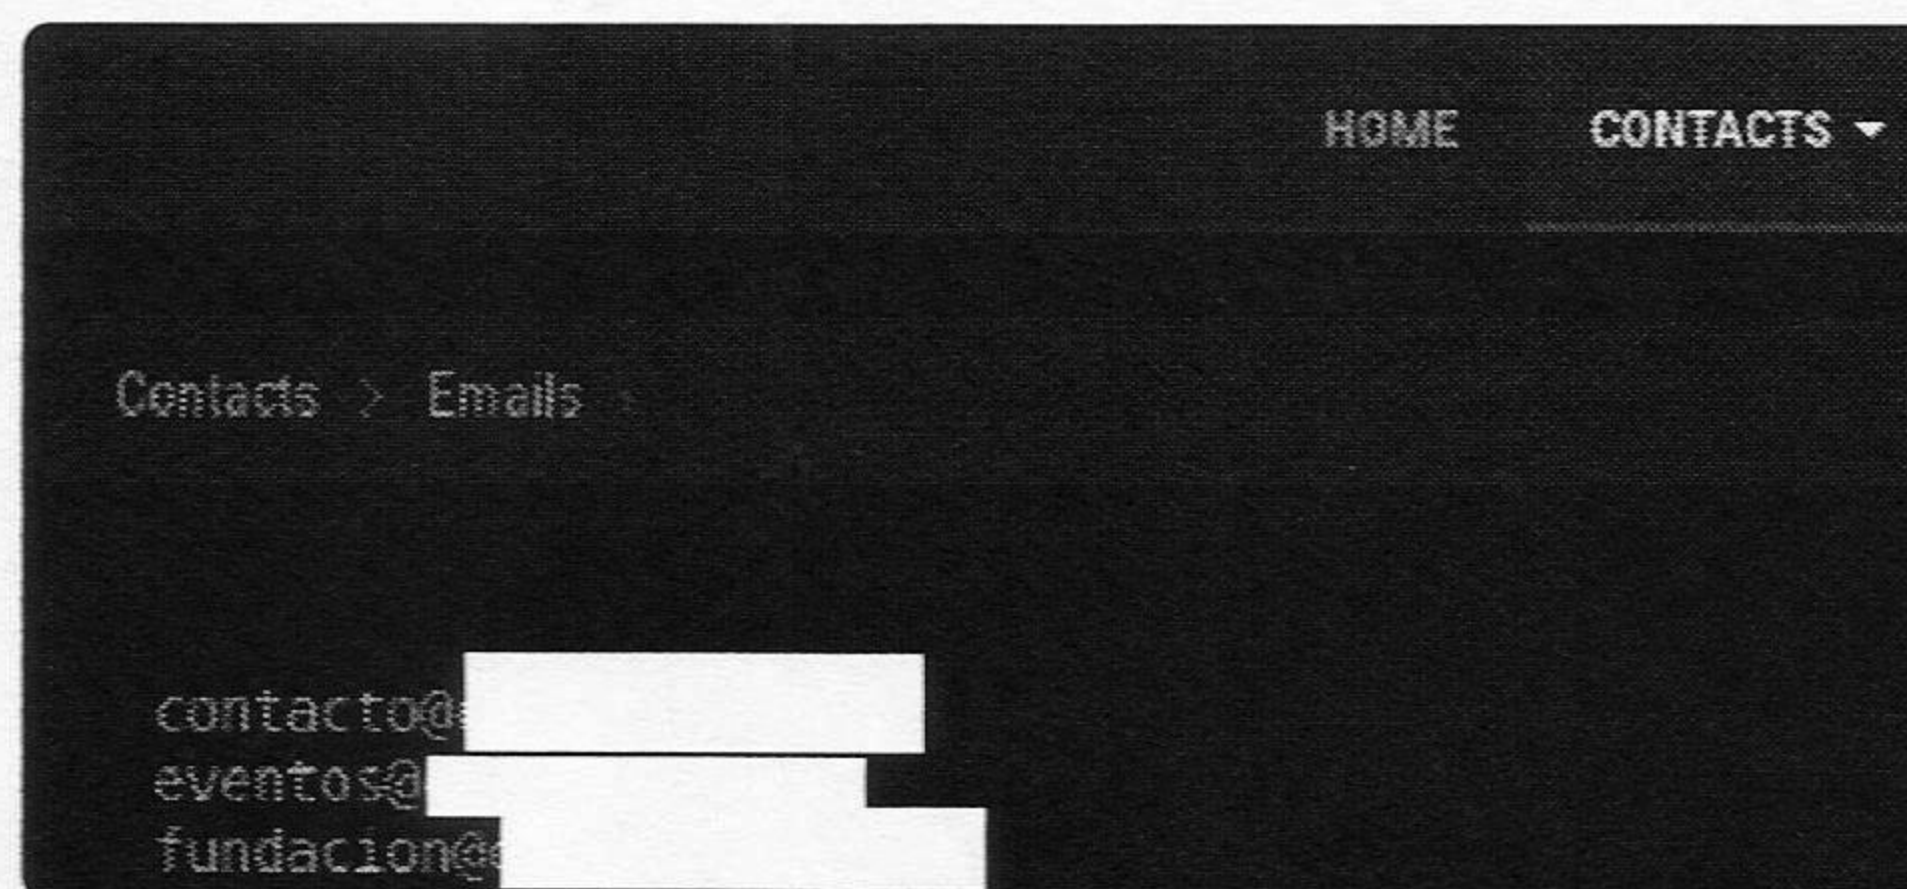 HOME CONTACTS
Contacts > Emails >
contacto@
eventos@
fundacion@